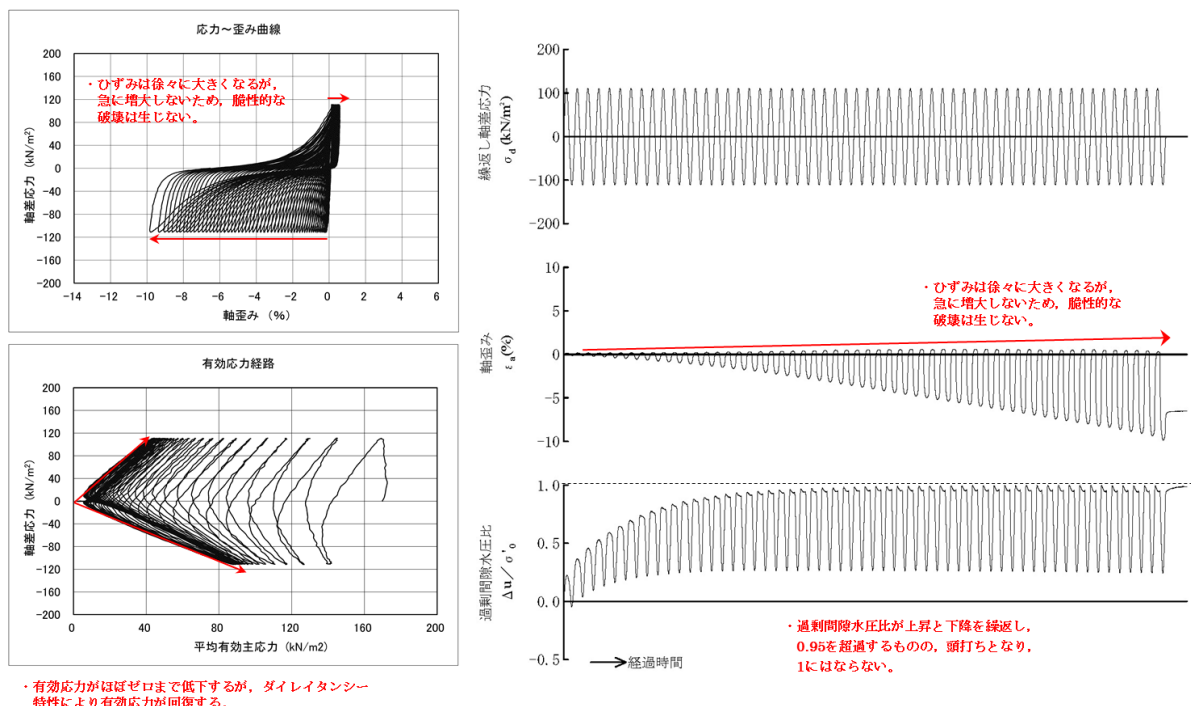 応力～歪み曲線
・ひずみは徐々に大きくなるが，
急に増大しないため，脆性的な
破壊は生じない。
200
160
120
80
40
0
-40
-80
-120
-160
-200
軸差応力 (kN/m²)
-14 -12 -10 -8 -6 -4 -2 0 2 4 6
軸歪み (%)
有効応力経路
200
160
120
80
40
0
-40
-80
-120
-160
-200
軸差応力 (kN/m²)
0 40 80 120 160 200
平均有効主応力 (kN/m2)
・有効応力がほぼゼロまで低下するが，ダイレイタンシー
特性により有効応力が回復する。
繰返し軸差応力
σd (kN/m²)
200
100
0
-100
-200
軸歪み
εa(%)
10
5
0
-5
-10
・ひずみは徐々に大きくなるが，
急に増大しないため，脆性的な
破壊は生じない。
過剰間隙水圧比
Δu／σ'0
1.0
0.5
0.0
-0.5
経過時間
・過剰間隙水圧比が上昇と下降を繰返し，
0.95を超過するものの，頭打ちとなり，
1にはならない。